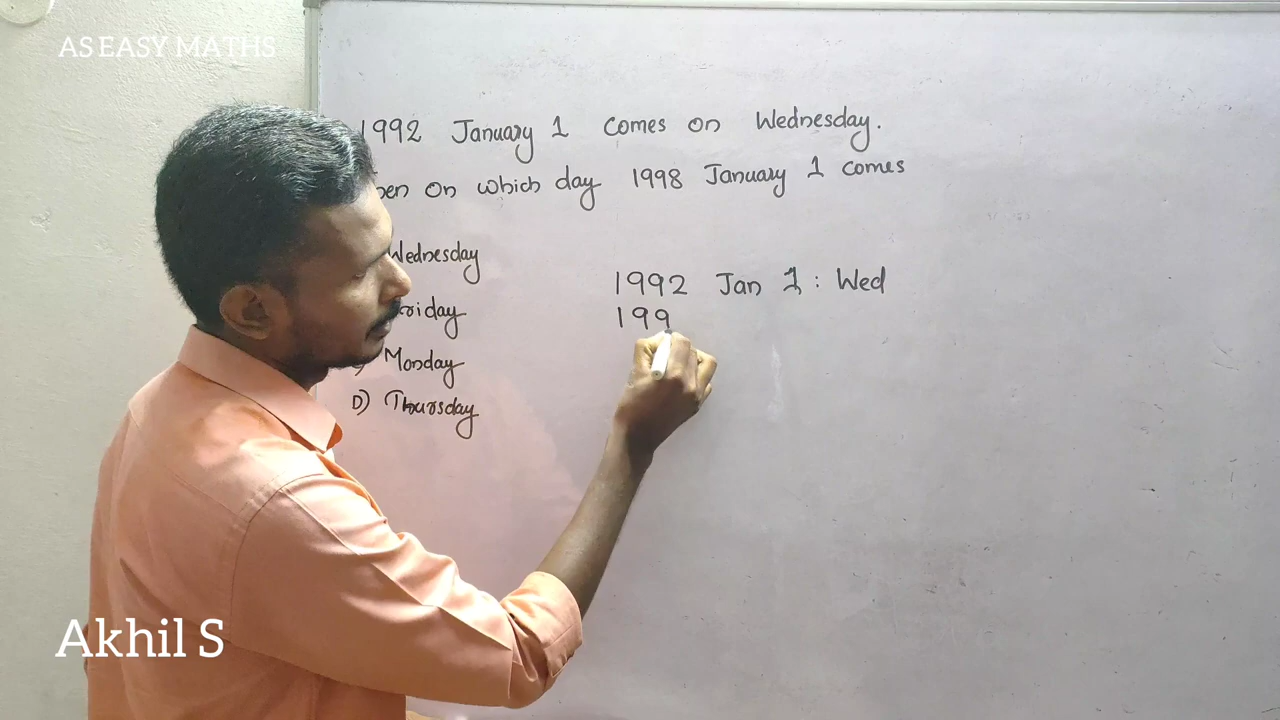 AS EASY MATHS
1992 January 1 comes on Wednesday.
on which day 1998 January 1 comes
Wednesday
1992 Jan 1 : Wed
riday
199
Monday
D) Thursday
Akhil S